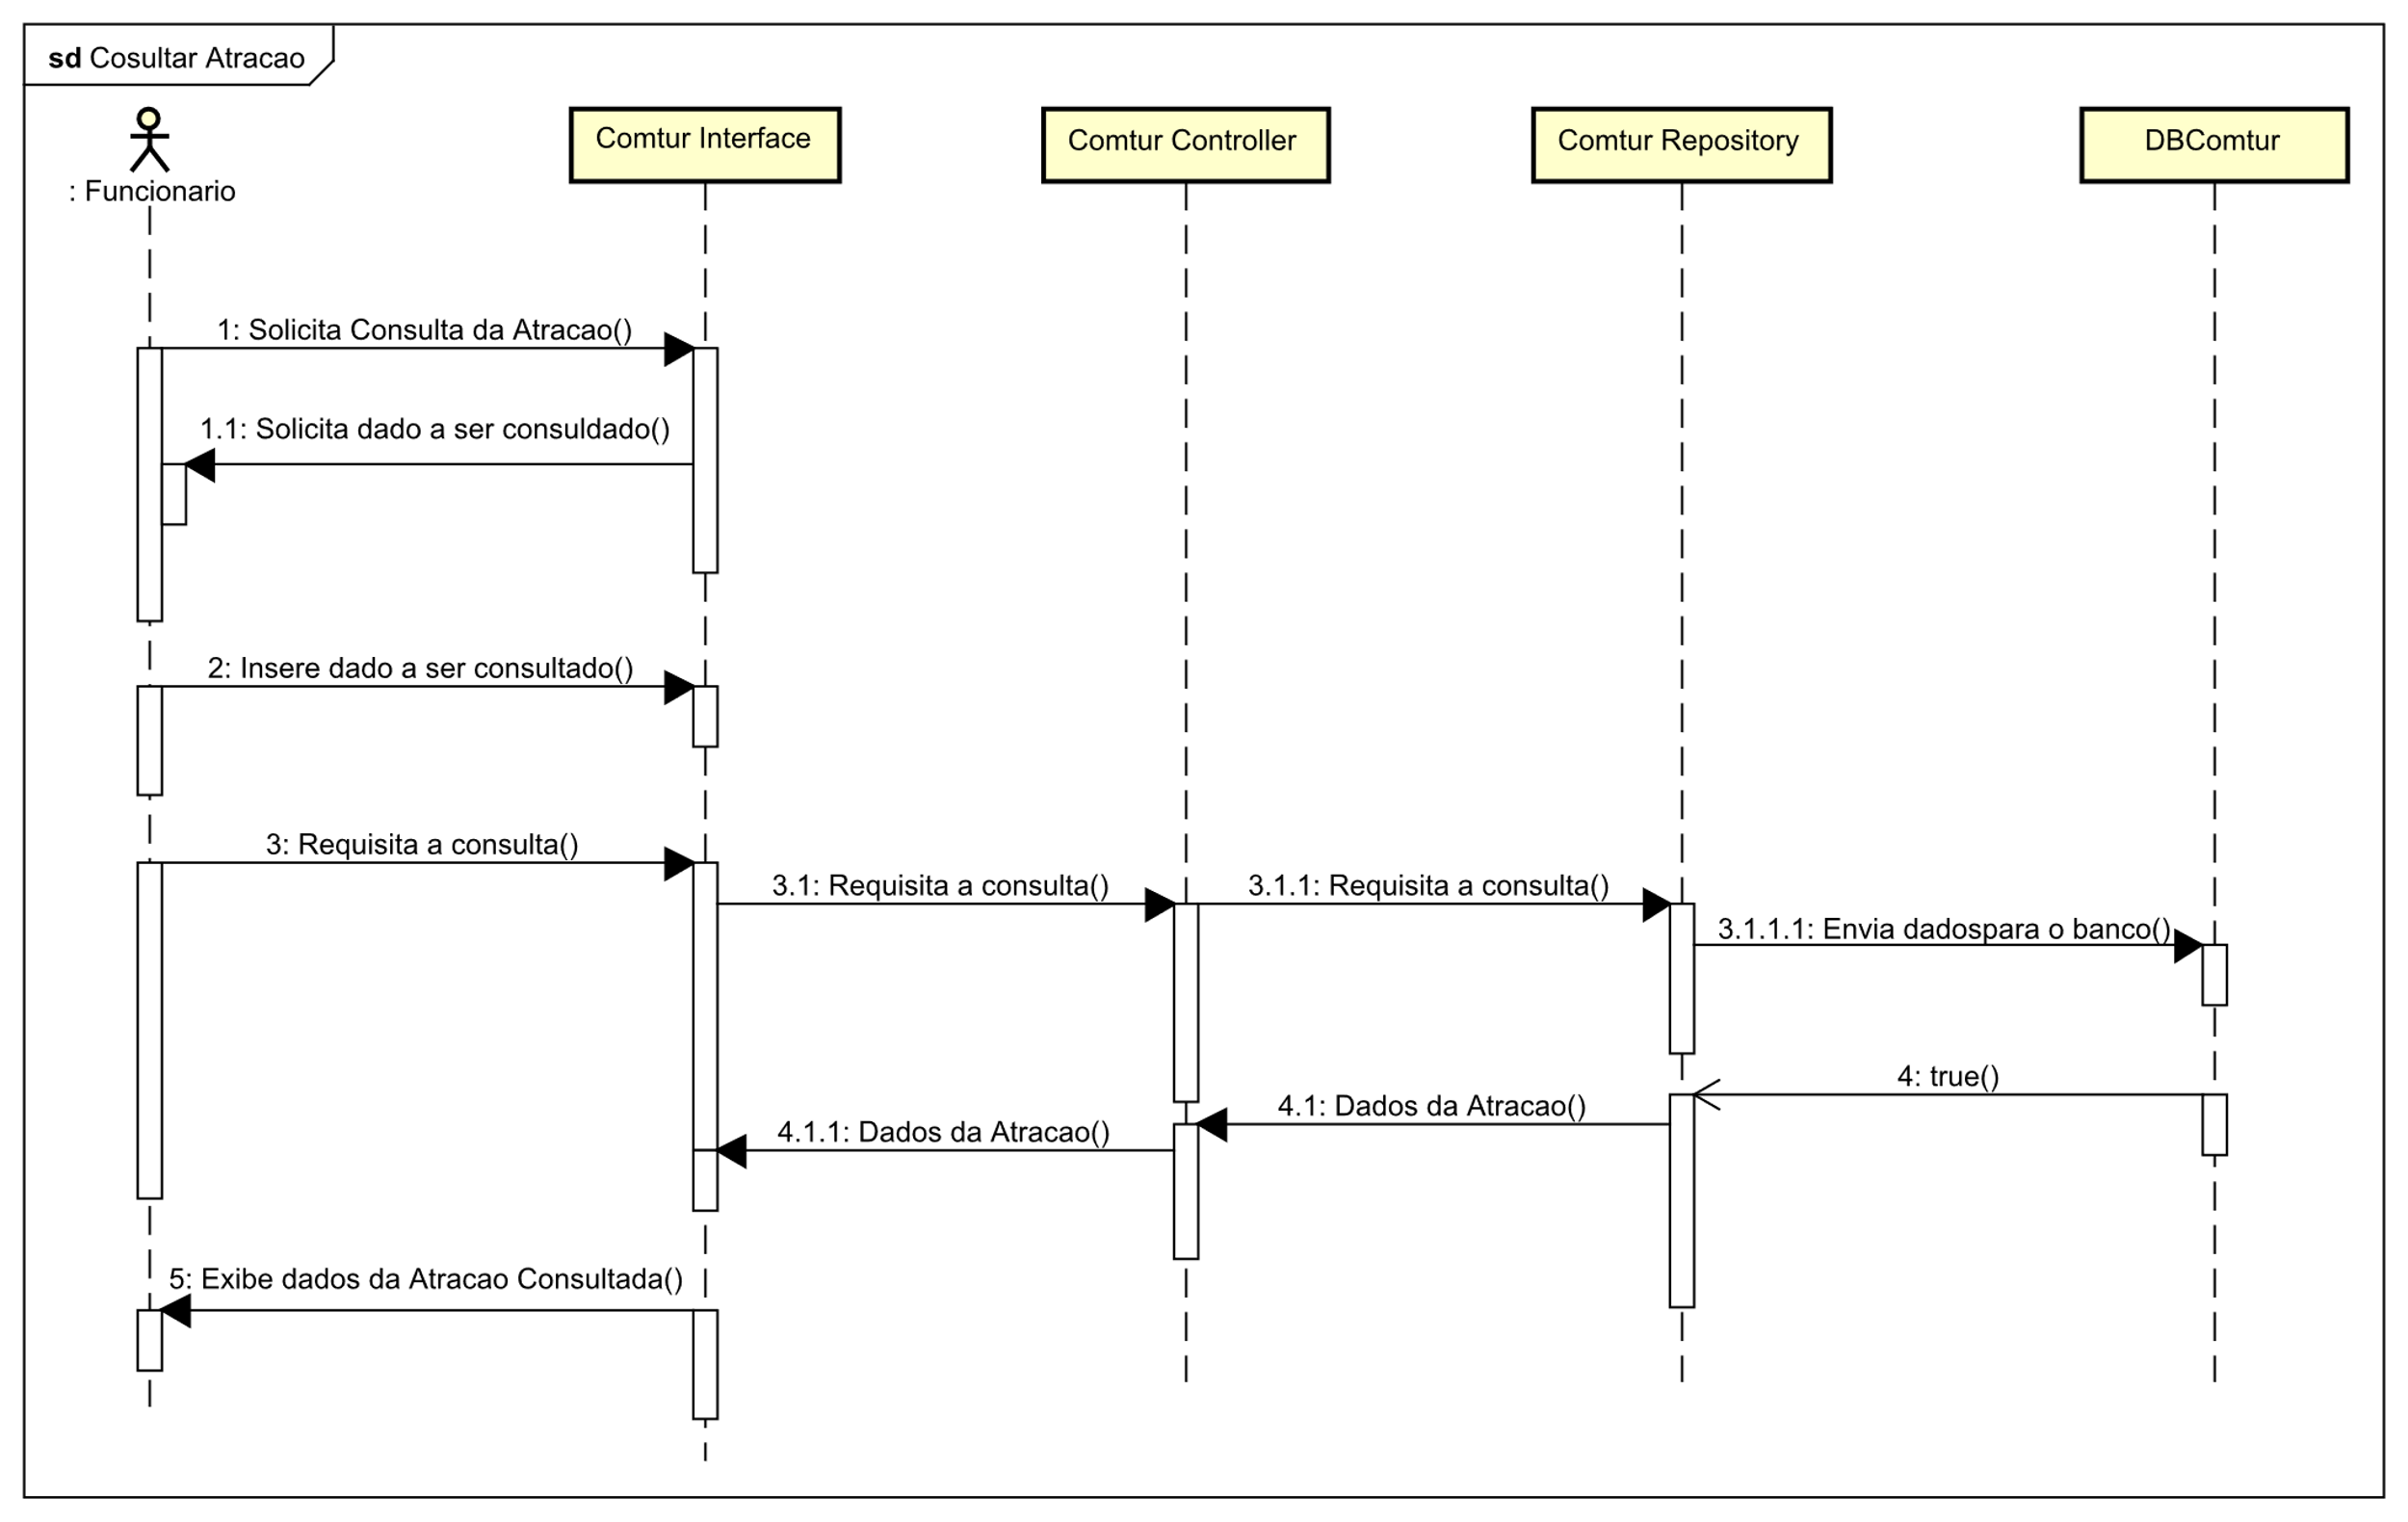 sd Cosultar Atracao
: Funcionario
Comtur Interface
Comtur Controller
Comtur Repository
DBComtur
1: Solicita Consulta da Atracao()
1.1: Solicita dado a ser consuldado()
2: Insere dado a ser consultado()
3: Requisita a consulta()
3.1: Requisita a consulta()
3.1.1: Requisita a consulta()
3.1.1.1: Envia dadospara o banco()
4: true()
4.1: Dados da Atracao()
4.1.1: Dados da Atracao()
5: Exibe dados da Atracao Consultada()